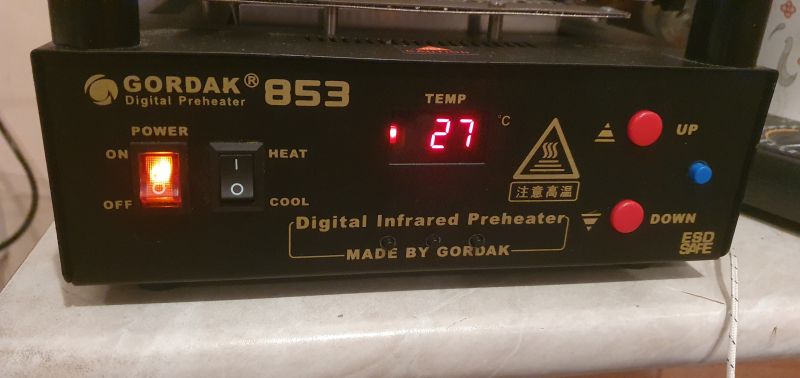 GORDAK® 853
Digital Preheater
TEMP
POWER
ON
OFF
HEAT
COOL
27 °C
注意高温
UP
DOWN
Digital Infrared Preheater
MADE BY GORDAK
ESD
SAFE